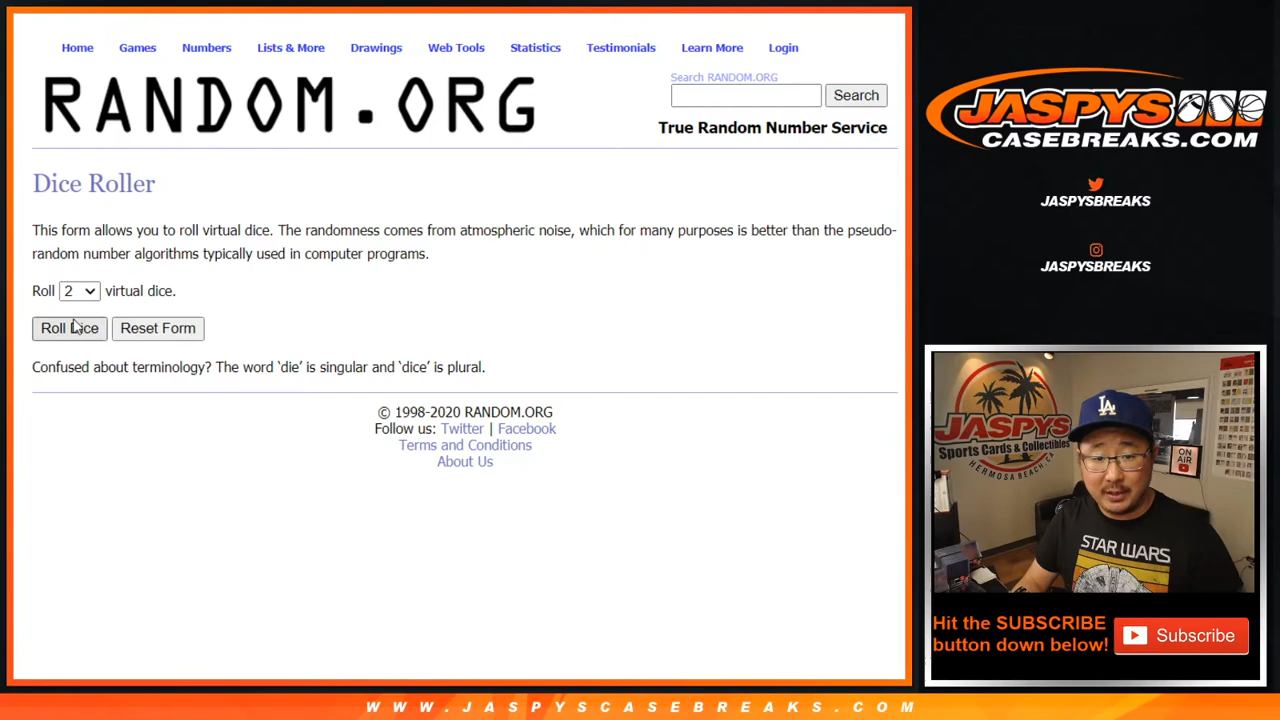 Home Games Numbers Lists & More Drawings Web Tools Statistics Testimonials Learn More Login
RANDOM.ORG
Search RANDOM.ORG
Search
True Random Number Service
Dice Roller
This form allows you to roll virtual dice. The randomness comes from atmospheric noise, which for many purposes is better than the pseudo-
random number algorithms typically used in computer programs.
Roll 2 virtual dice.
Roll Dice Reset Form
Confused about terminology? The word ‘die’ is singular and ‘dice’ is plural.
© 1998-2020 RANDOM.ORG
Follow us: Twitter | Facebook
Terms and Conditions
About Us
JASPYS
CASEBREAKS.COM
JASPYSBREAKS
JASPYSBREAKS
JASPYS
Sports Cards & Collectibles
HERMOSA BEACH, CA
LA
ON
AIR
STAR WARS
Hit the SUBSCRIBE
button down below!
Subscribe
WWW.JASPYSCASEBREAKS.COM